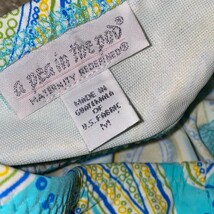 a pea in the pod®
MATERNITY REDEFINED®
MADE IN
GUATEMALA
OF
U.S. FABRIC
M